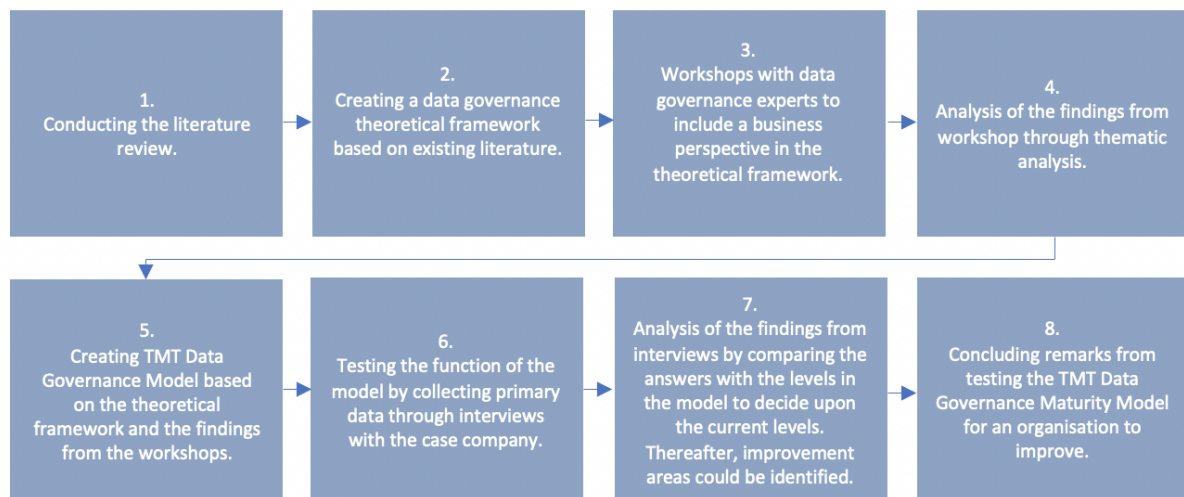 1.
Conducting the literature
review.
2.
Creating a data governance
theoretical framework
based on existing literature.
3.
Workshops with data
governance experts to
include a business
perspective in the
theoretical framework.
4.
Analysis of the findings from
workshop through thematic
analysis.
5.
Creating TMT Data
Governance Model based
on the theoretical
framework and the findings
from the workshops.
6.
Testing the function of the
model by collecting primary
data through interviews
with the case company.
7.
Analysis of the findings from
interviews by comparing the
answers with the levels in
the model to decide upon
the current levels.
Thereafter, improvement
areas could be identified.
8.
Concluding remarks from
testing the TMT Data
Governance Maturity Model
for an organisation to
improve.